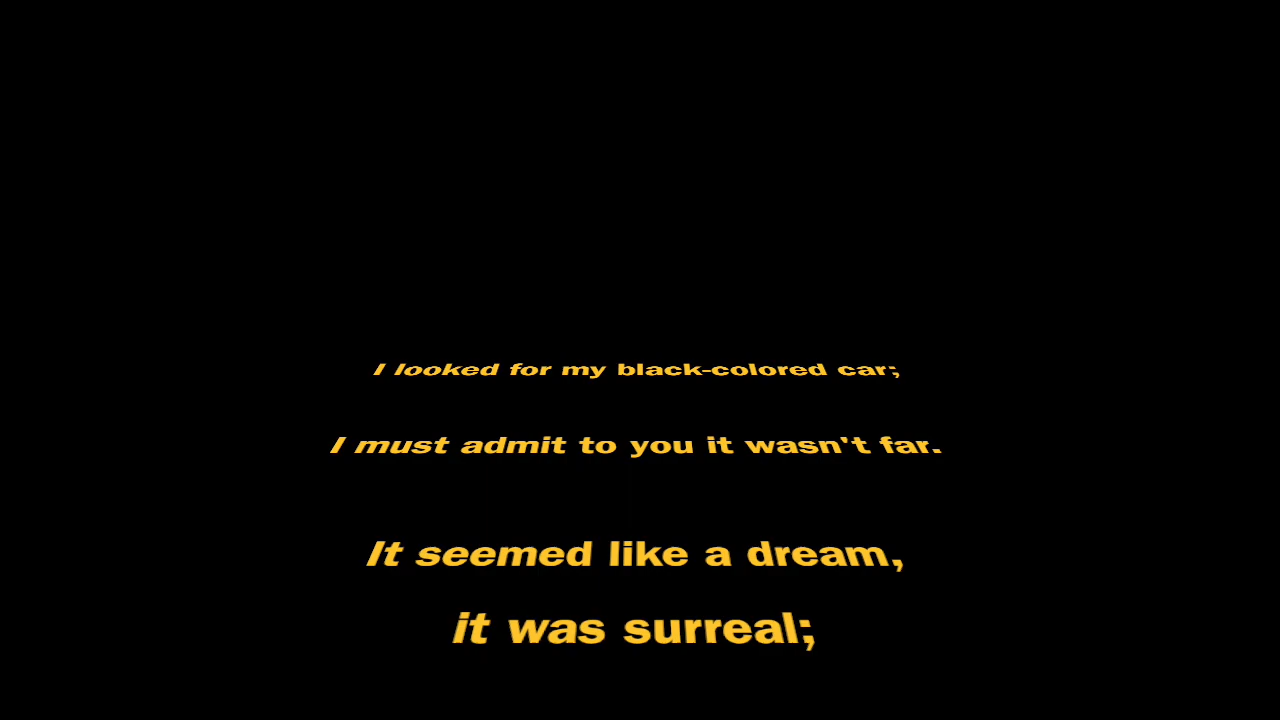 I looked for my black-colored car;
I must admit to you it wasn't far.
It seemed like a dream,
it was surreal;